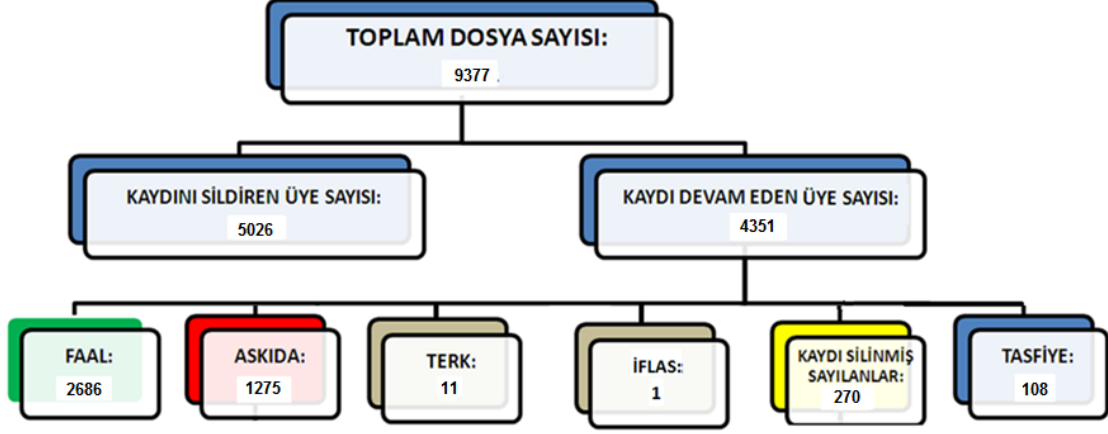 TOPLAM DOSYA SAYISI:
9377
KAYDINI SİLDİREN ÜYE SAYISI:
5026
KAYDI DEVAM EDEN ÜYE SAYISI:
4351
FAAL:
2686
ASKIDA:
1275
TERK:
11
İFLAS:
1
KAYDI SİLİNMİŞ
SAYILANLAR:
270
TASFİYE:
108